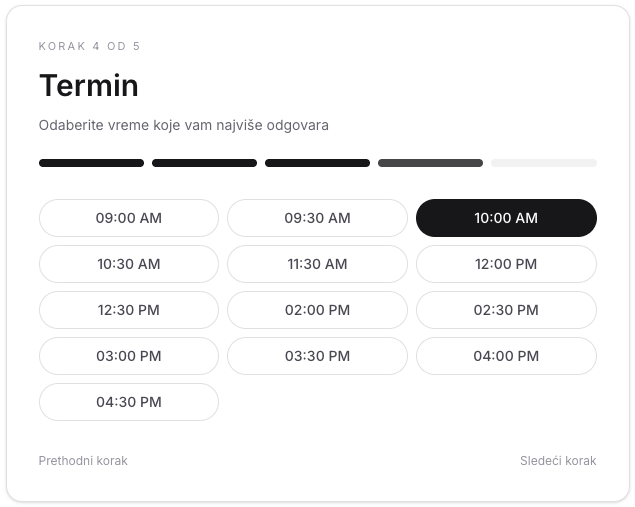 KORAK 4 OD 5
Termin
Odaberite vreme koje vam najviše odgovara
09:00 AM 09:30 AM 10:00 AM
10:30 AM 11:30 AM 12:00 PM
12:30 PM 02:00 PM 02:30 PM
03:00 PM 03:30 PM 04:00 PM
04:30 PM
Prethodni korak Sledeći korak